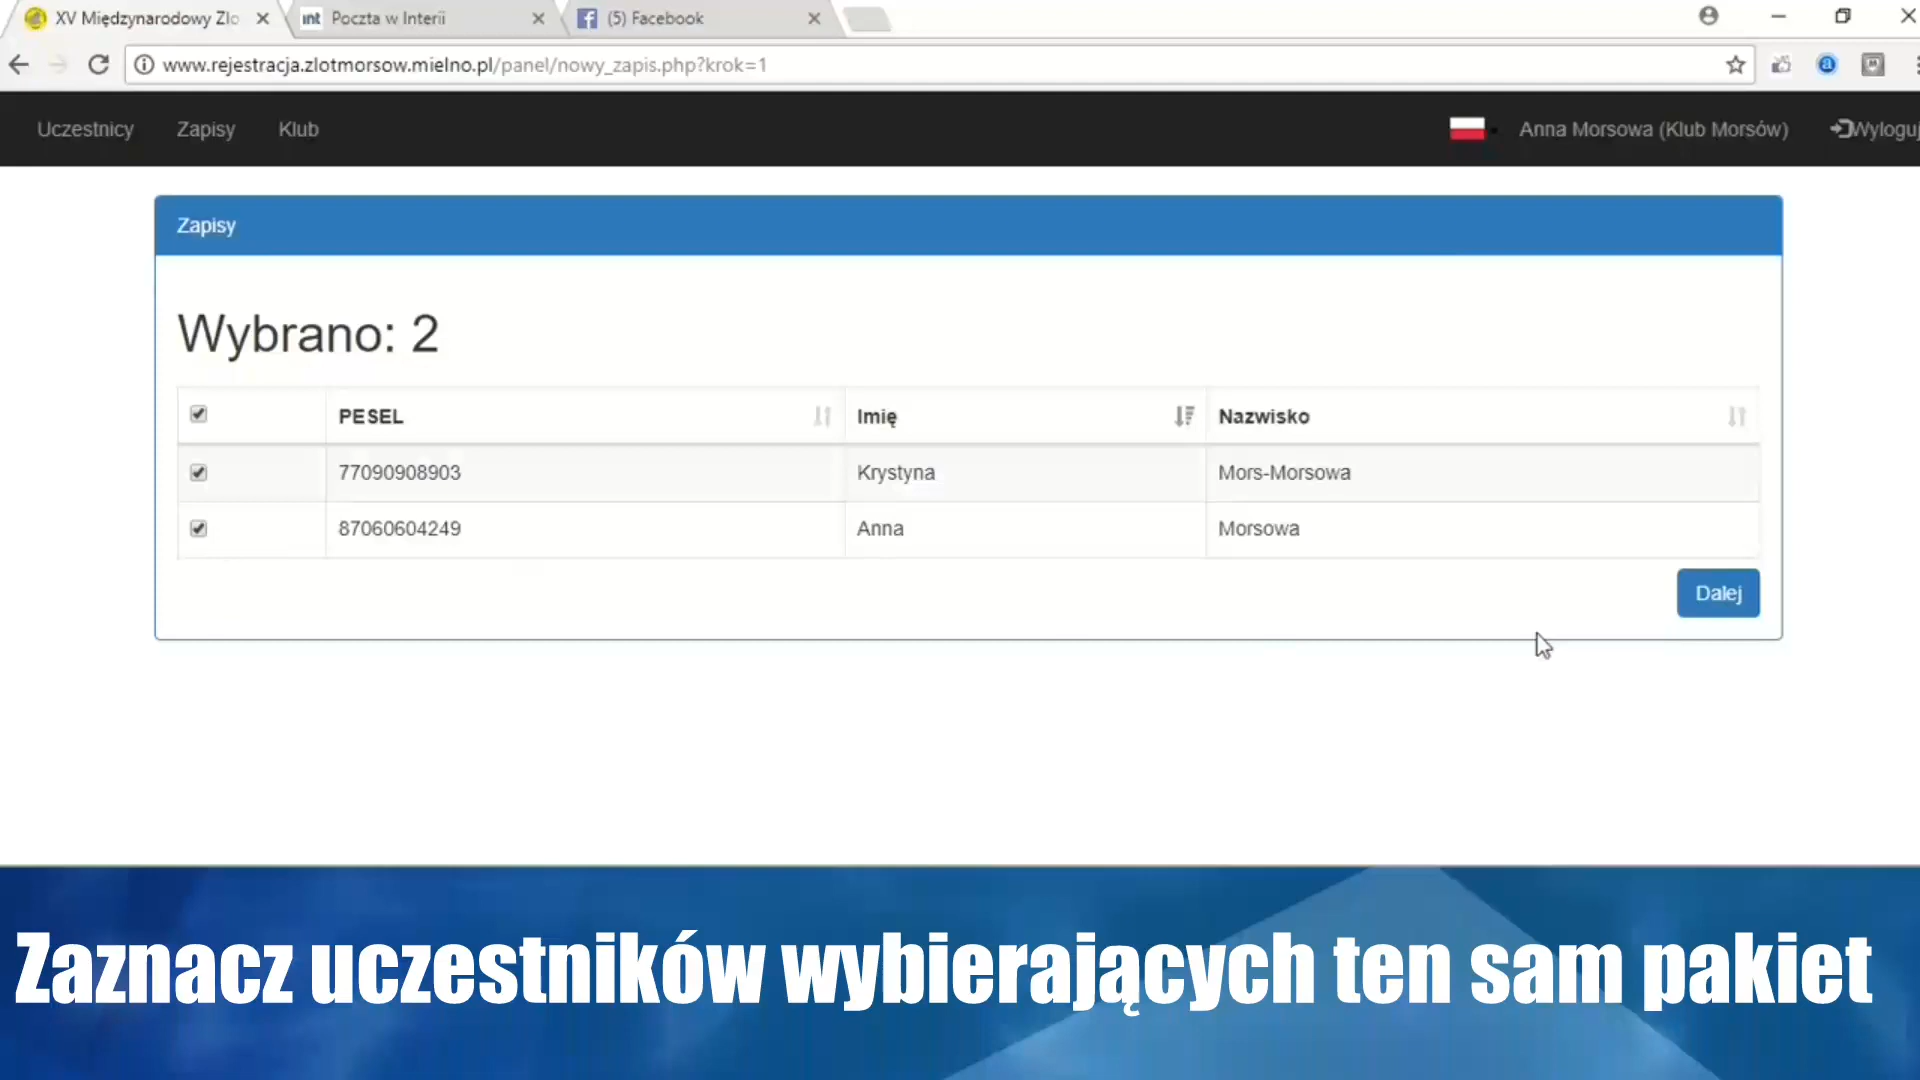 XV Międzynarodowy Zlo
int Poczta w Interii
(5) Facebook
www.rejestracja.zlotmorsow.mielno.pl/panel/nowy_zapis.php?krok=1
Uczestnicy Zapisy Klub Anna Morsowa (Klub Morsów) Wyloguj
Zapisy
Wybrano: 2
PESEL Imię Nazwisko
77090908903 Krystyna Mors-Morsowa
87060604249 Anna Morsowa
Dalej
Zaznacz uczestników wybierających ten sam pakiet